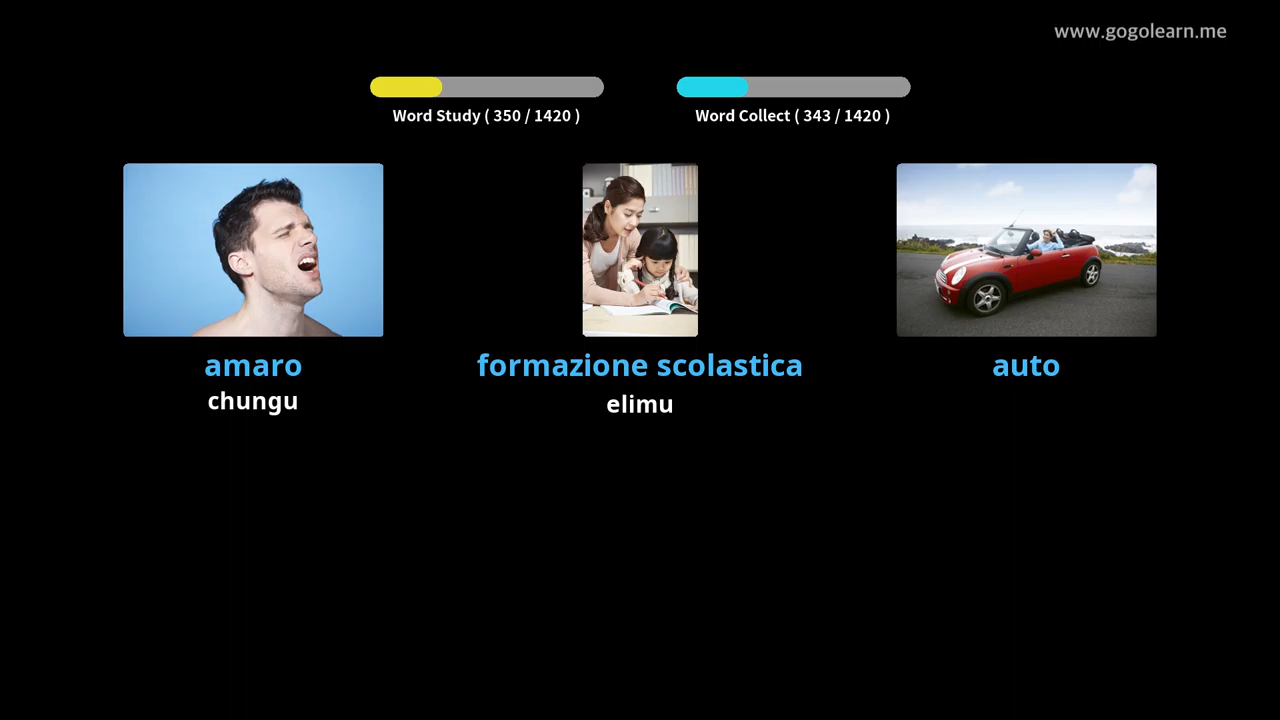 www.gogolearn.me
Word Study ( 350 / 1420 )
Word Collect ( 343 / 1420 )
amaro
chungu
formazione scolastica
elimu
auto